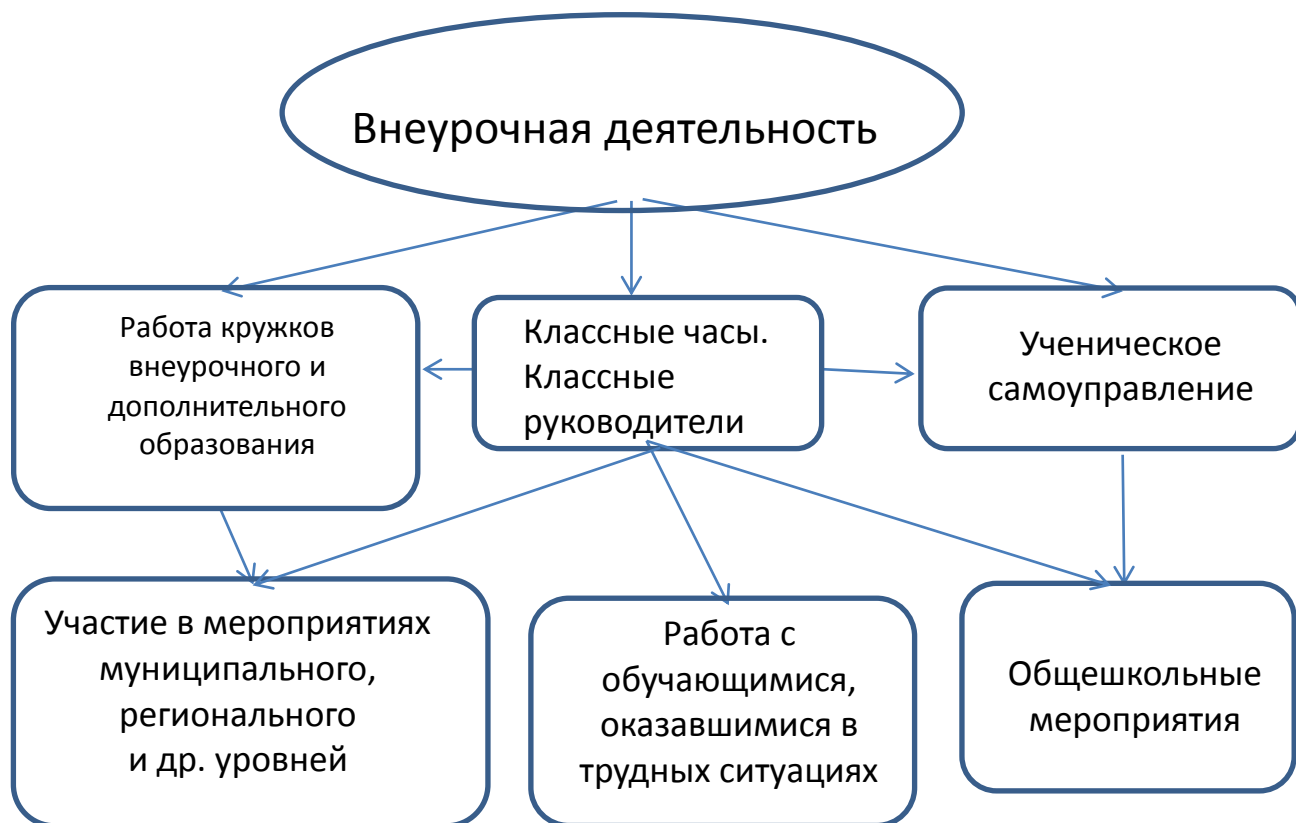 Внеурочная деятельность
Работа кружков
внеурочного и
дополнительного
образования
Классные часы.
Классные
руководители
Ученическое
самоуправление
Участие в мероприятиях
муниципального,
регионального
и др. уровней
Работа с
обучающимися,
оказавшимися в
трудных ситуациях
Общешкольные
мероприятия